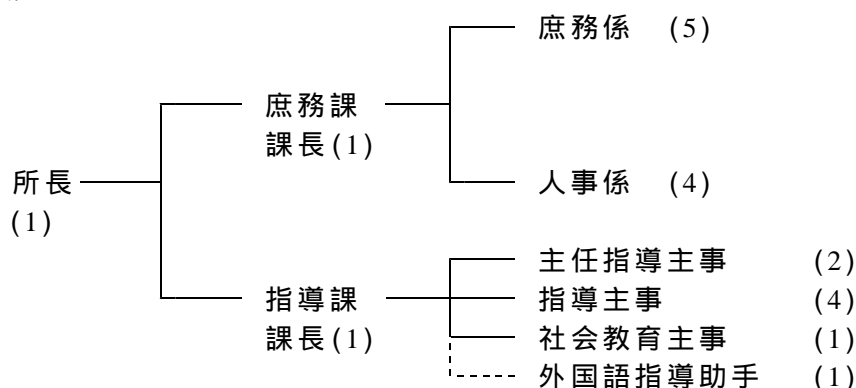 庶務係 (5)
庶務課
課長(1)
所長
(1)
人事係 (4)
主任指導主事 (2)
指導課
指導主事 (4)
課長(1)
社会教育主事 (1)
外国語指導助手 (1)